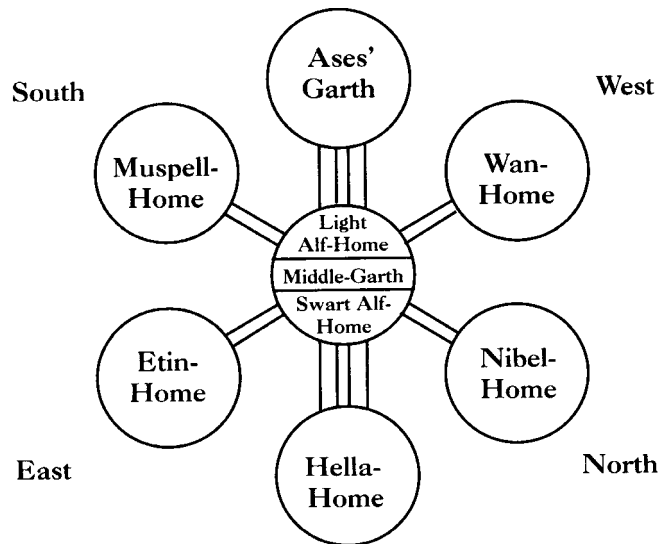 Ases'
Garth
South
West
Muspell-
Home
Wan-
Home
Light
Alf-Home
Middle-Garth
Swart Alf-
Home
Etin-
Home
Nibel-
Home
East
North
Hella-
Home